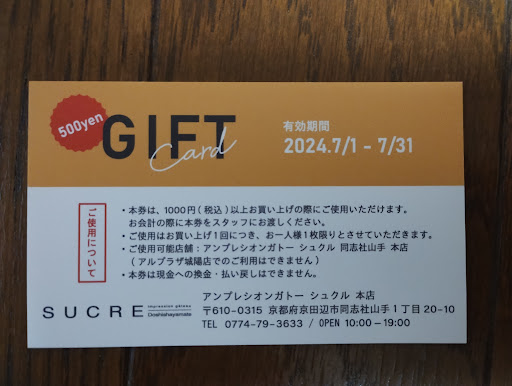 500yen
GIFT
Card
有効期間
2024.7/1 - 7/31
ご使用について
・本券は、1000円(税込)以上お買い上げの際にご使用いただけます。
お会計の際に本券をスタッフにお渡しください。
・ご使用はお買い上げ1回につき、お一人様1枚限りとさせていただきます。
・ご使用可能店舗：アンプレシオンガトー シュクル 同志社山手 本店
(アルプラザ城陽店でのご利用はできません)
・本券は現金への換金・払い戻しはできません。
SUCRE
impression gâteau
Doshishayamate
アンプレシオンガトー シュクル 本店
〒610-0315 京都府京田辺市同志社山手1丁目20-10
TEL 0774-79-3633 / OPEN 10:00-19:00